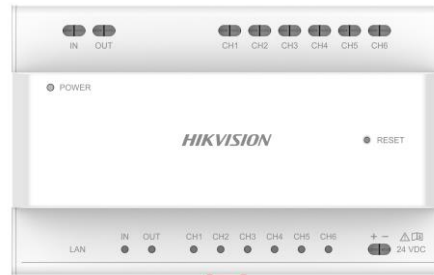 IN OUT CH1 CH2 CH3 CH4 CH5 CH6
POWER
HIKVISION
RESET
IN OUT CH1 CH2 CH3 CH4 CH5 CH6 + −
LAN 24 VDC